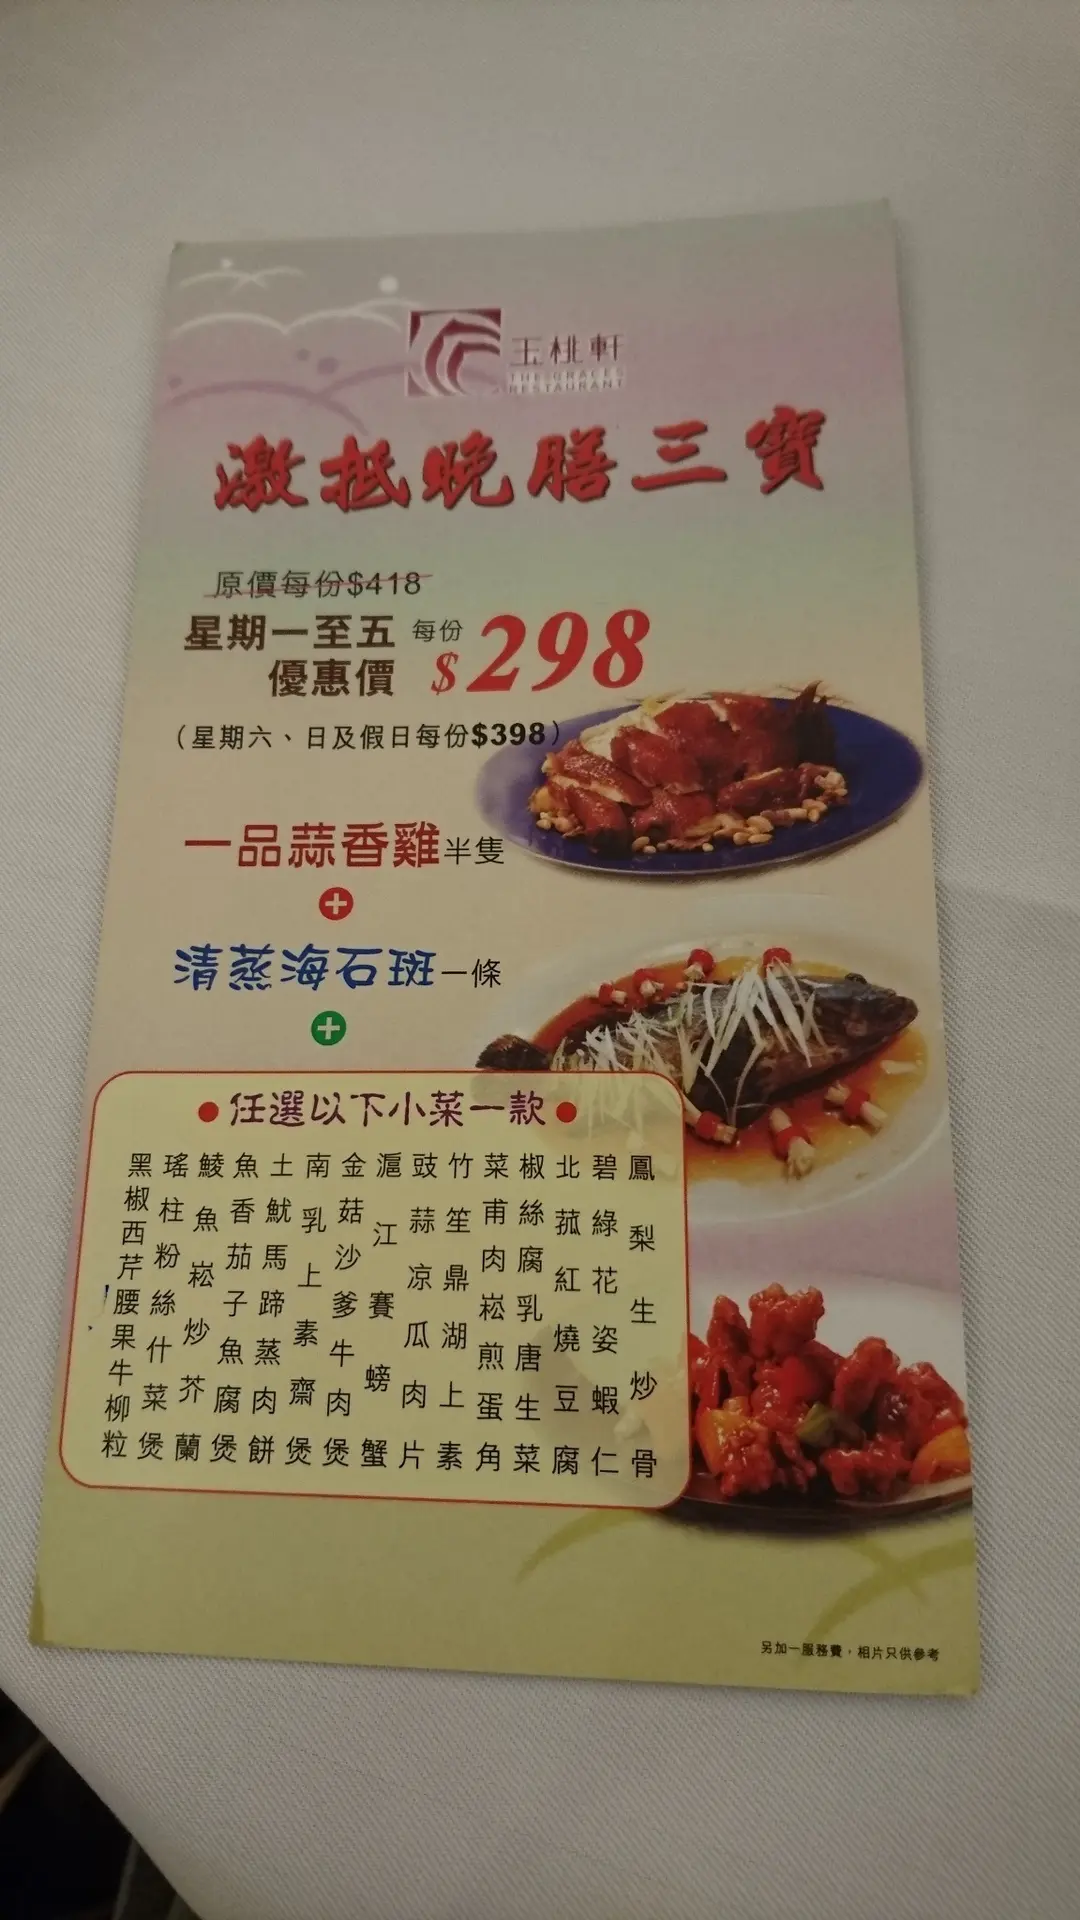 玉桃軒
RESTAURANT
激抵晚膳三寶
原價每份$418
星期一至五 每份
優惠價 $298
（星期六、日及假日每份$398）
一品蒜香雞半隻
+
清蒸海石斑一條
+
●任選以下小菜一款●
鳳梨生炒骨
碧綠花姿蝦仁
北菰紅燒豆腐
椒絲腐乳唐生菜
菜甫肉崧煎蛋角
竹笙鼎湖上素
豉蒜凉瓜肉片
滬江賽螃蟹
金菇沙爹牛肉煲
南乳上素齋煲
土魷馬蹄蒸肉餅
魚香茄子魚腐煲
鯪魚崧炒芥蘭
瑤柱粉絲什菜煲
黑椒西芹腰果牛柳粒
另加一服務費，相片只供參考